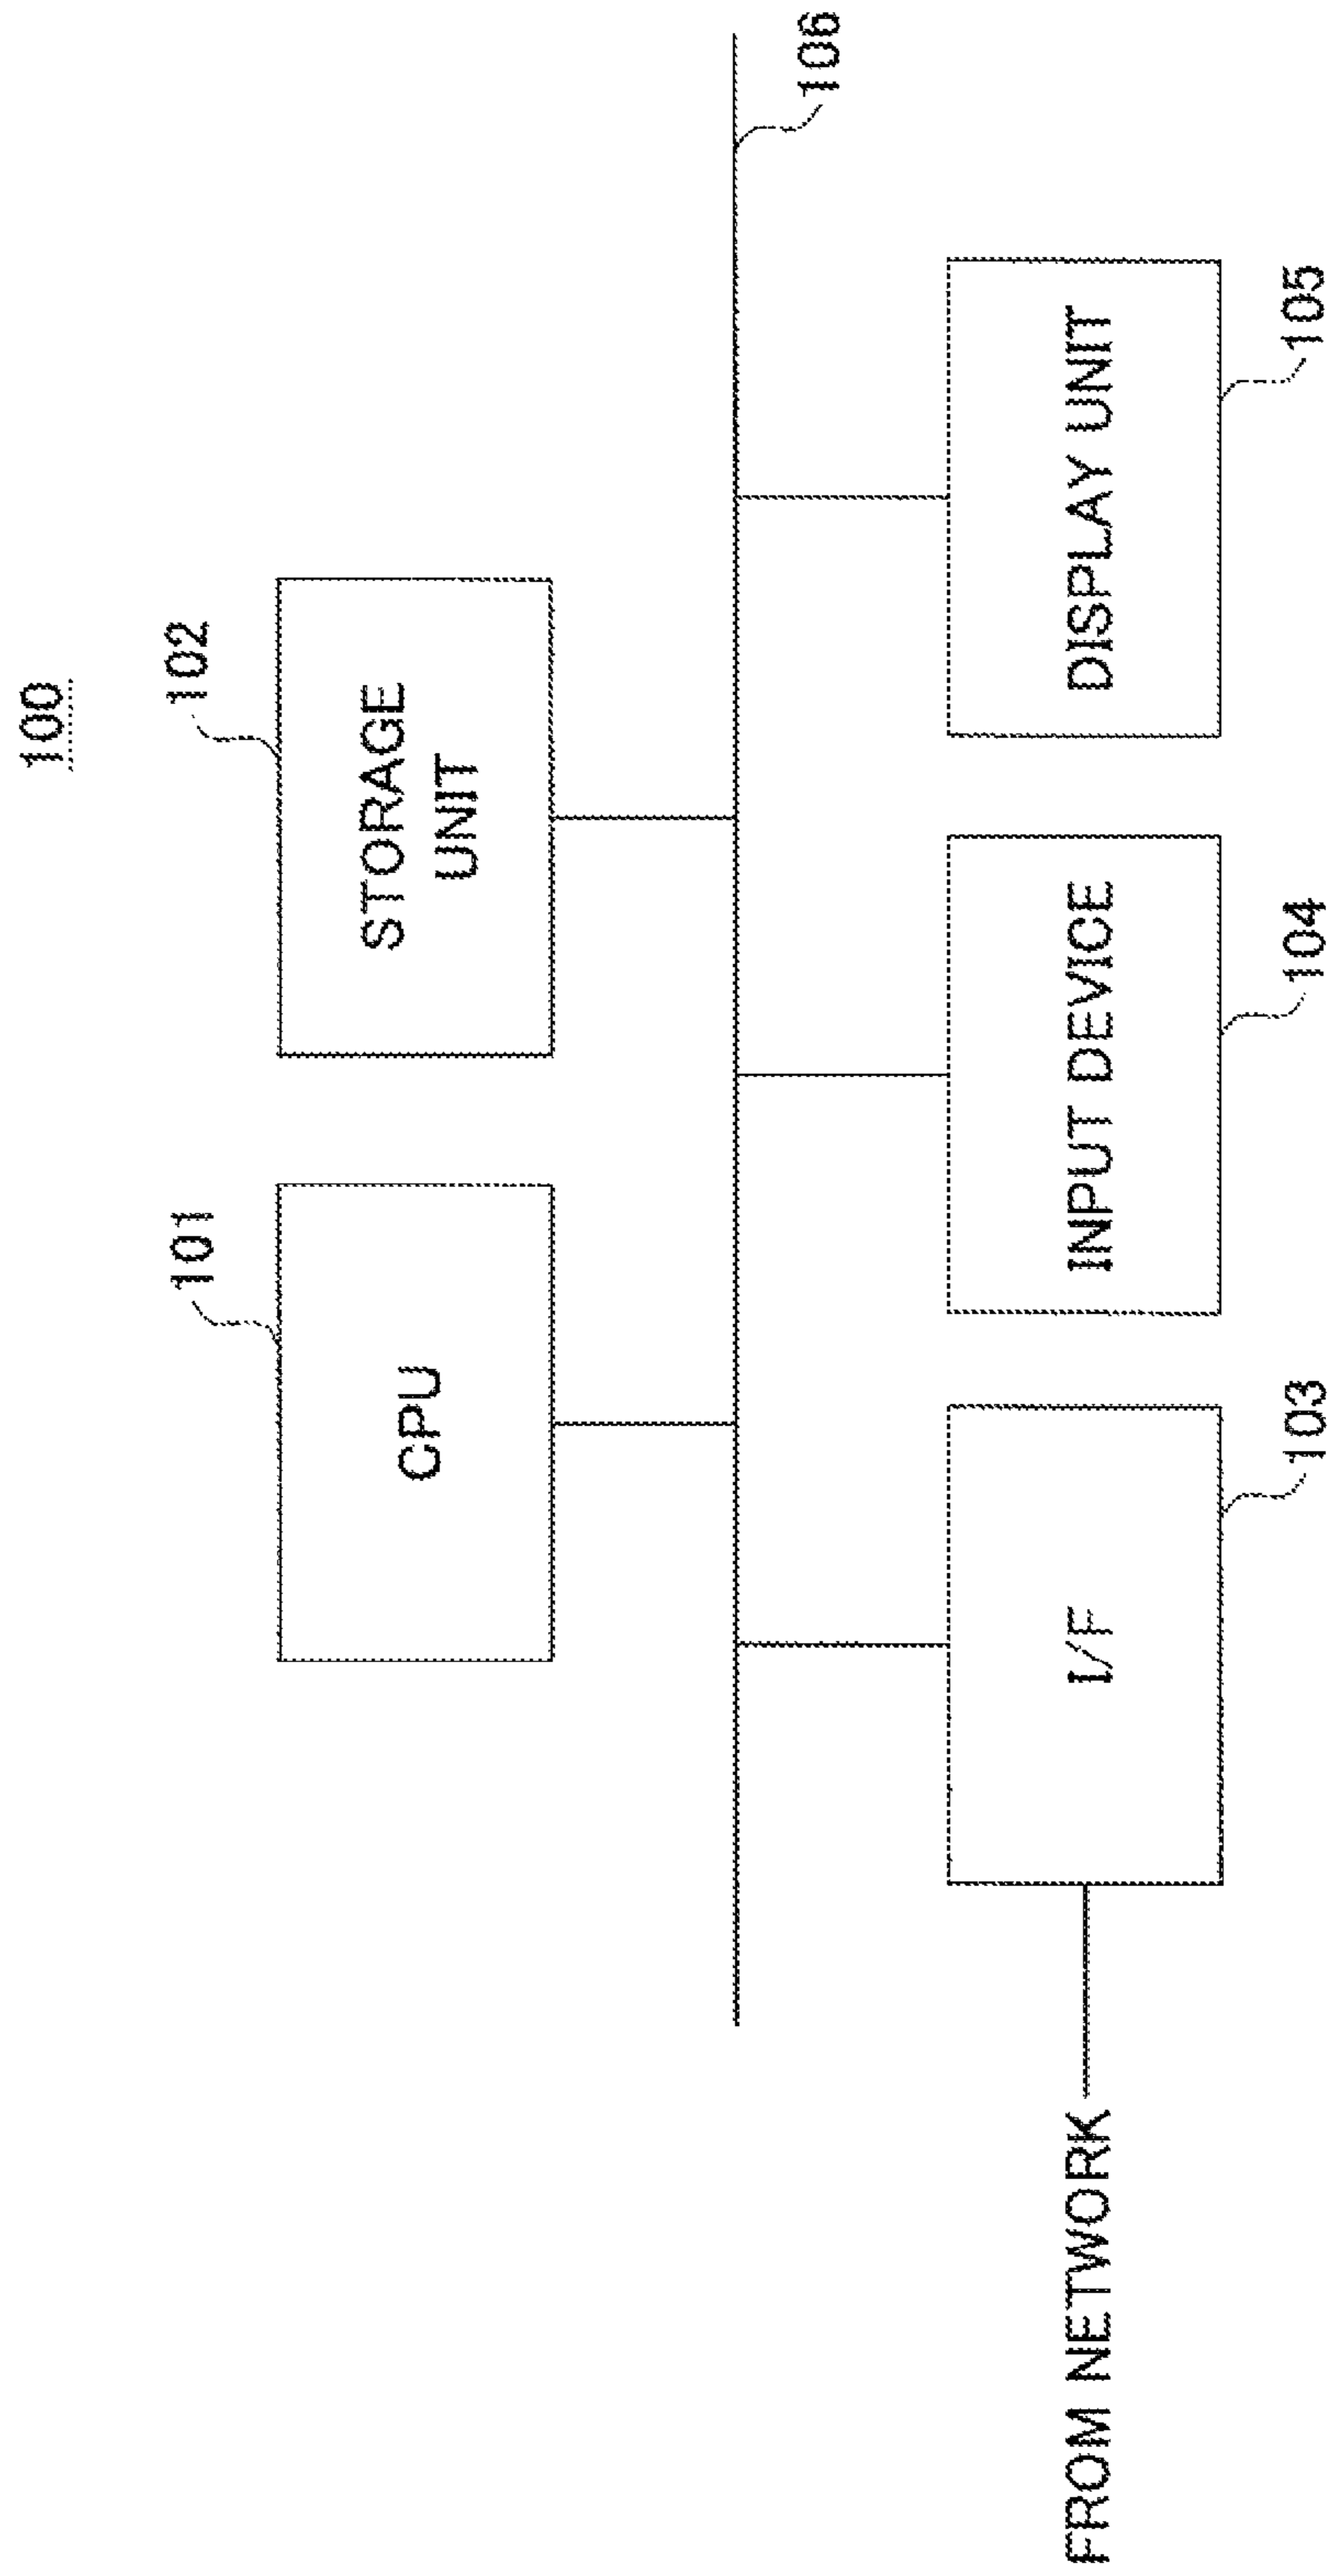 100
101
102
CPU
STORAGE
UNIT
106
FROM NETWORK
I/F
INPUT DEVICE
DISPLAY UNIT
103
104
105